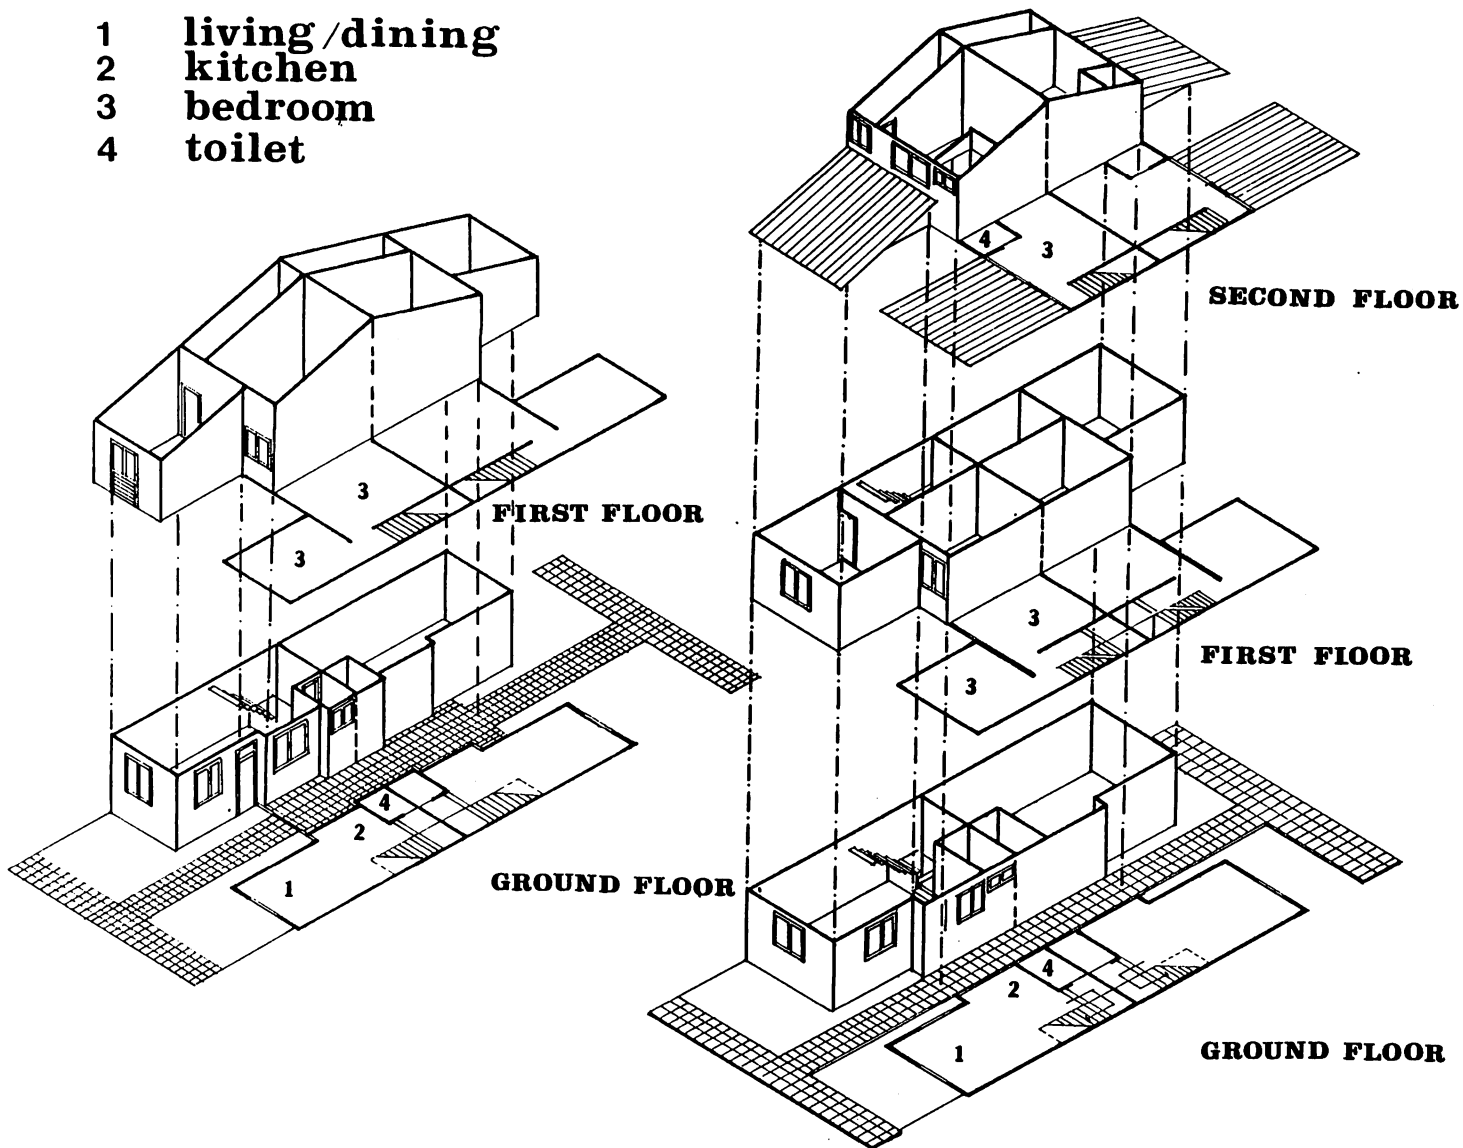 1 living/dining
2 kitchen
3 bedroom
4 toilet
4
3
SECOND FLOOR
3
3
FIRST FLOOR
3
3
FIRST FIOOR
4
2
1
GROUND FLOOR
4
2
1
GROUND FLOOR